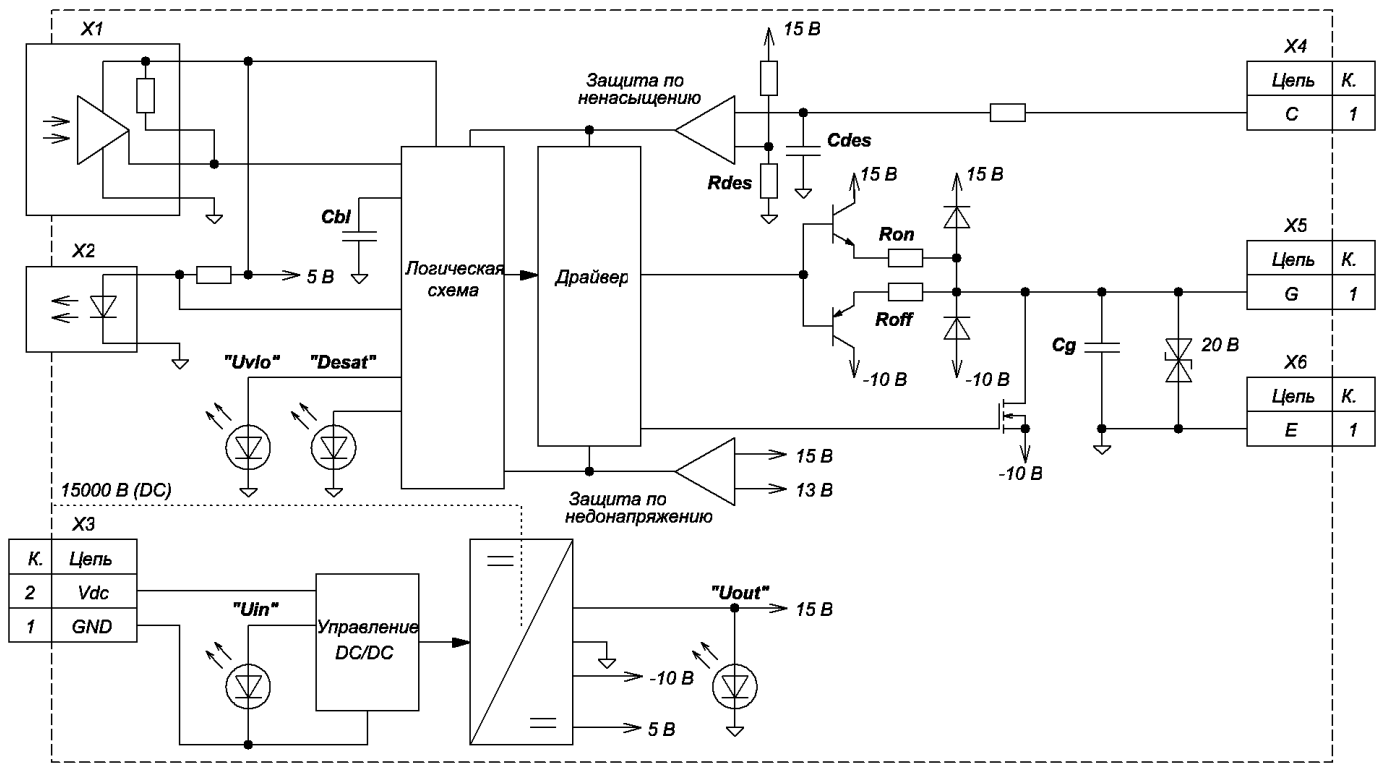 X1
15 В
X4
Цепь К.
C 1
Защита по
ненасыщению
Cdes
Rdes
15 В
15 В
Cbl
Ron
X5
Цепь К.
G 1
X2
5 В
Логическая
схема
Драйвер
Roff
Cg
20 В
-10 В
-10 В
X6
Цепь К.
E 1
"Uvlo"
"Desat"
-10 В
15 В
13 В
Защита по
недонапряжению
15000 В (DC)
X3
К. Цепь
2 Vdc
1 GND
"Uin"
Управление
DC/DC
"Uout"
15 В
-10 В
5 В